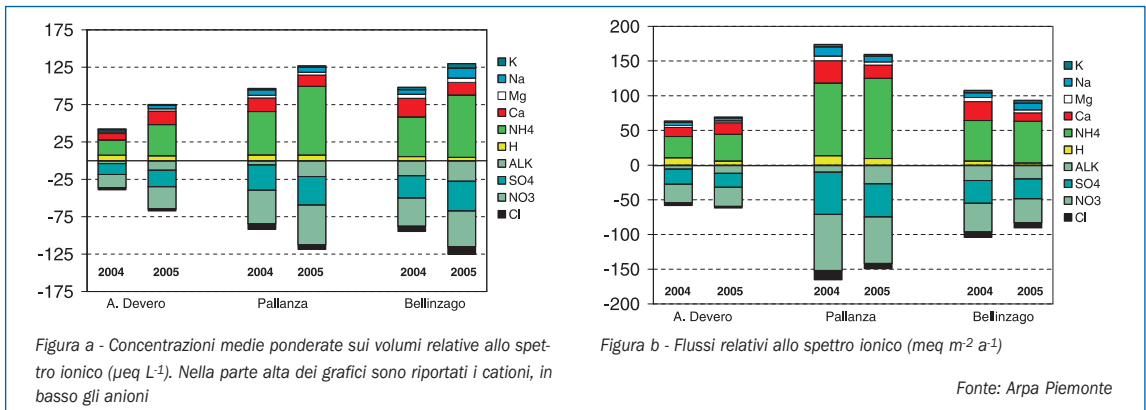 175
125
75
25
-25
-75
-125
-175
2004
2005
2004
2005
2004
2005
A. Devero
Pallanza
Bellinzago
K
Na
Mg
Ca
NH4
H
ALK
SO4
NO3
Cl
Figura a - Concentrazioni medie ponderate sui volumi relative allo spet-
tro ionico (µeq L-1). Nella parte alta dei grafici sono riportati i cationi, in
basso gli anioni
200
150
100
50
0
-50
-100
-150
-200
2004
2005
2004
2005
2004
2005
A. Devero
Pallanza
Bellinzago
K
Na
Mg
Ca
NH4
H
ALK
SO4
NO3
Cl
Figura b - Flussi relativi allo spettro ionico (meq m-2 a-1)
Fonte: Arpa Piemonte